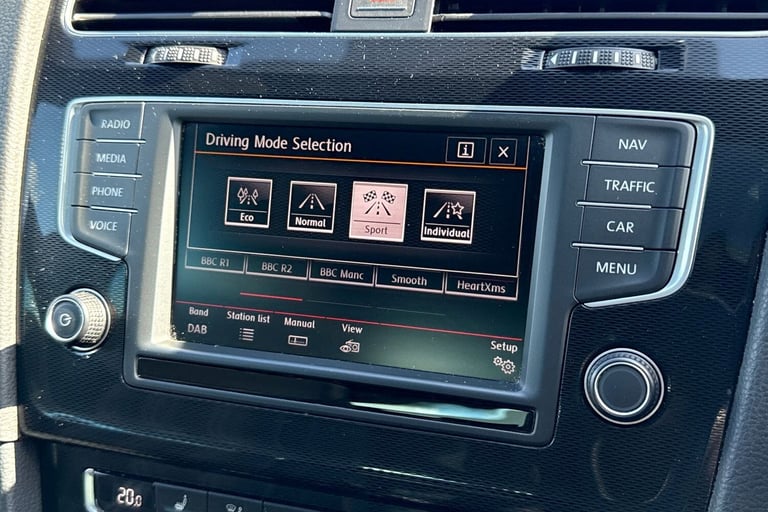 RADIO
MEDIA
PHONE
VOICE
Driving Mode Selection
i
X
Eco
Normal
Sport
Individual
BBC R1
BBC R2
BBC Manc
Smooth
HeartXms
Band
DAB
Station list
Manual
View
Setup
NAV
TRAFFIC
CAR
MENU
20.0